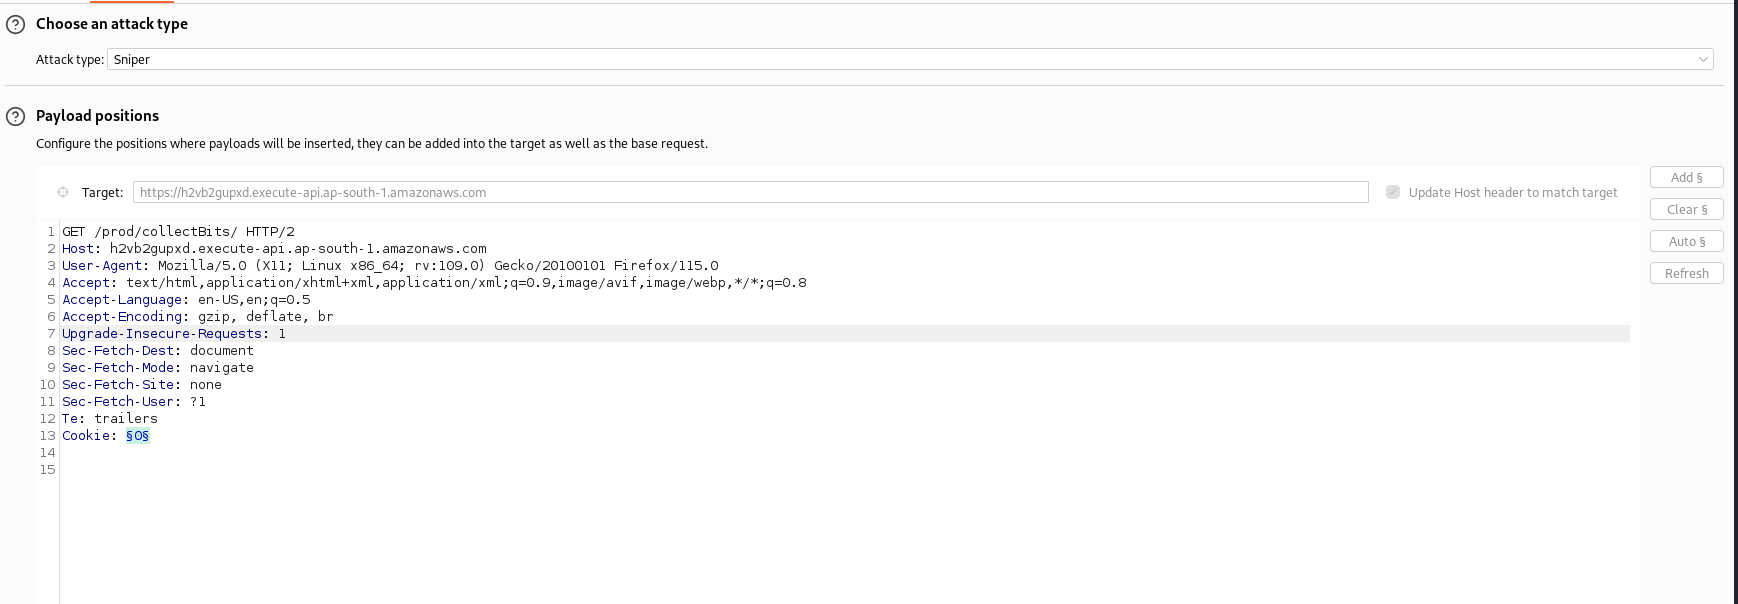 Choose an attack type
Attack type: Sniper
Payload positions
Configure the positions where payloads will be inserted, they can be added into the target as well as the base request.
Add §
Target: https://h2vb2gupxd.execute-api.ap-south-1.amazonaws.com Update Host header to match target
Clear §
Auto §
Refresh
1 GET /prod/collectBits/ HTTP/2
2 Host: h2vb2gupxd.execute-api.ap-south-1.amazonaws.com
3 User-Agent: Mozilla/5.0 (X11; Linux x86_64; rv:109.0) Gecko/20100101 Firefox/115.0
4 Accept: text/html,application/xhtml+xml,application/xml;q=0.9,image/avif,image/webp,*/*;q=0.8
5 Accept-Language: en-US,en;q=0.5
6 Accept-Encoding: gzip, deflate, br
7 Upgrade-Insecure-Requests: 1
8 Sec-Fetch-Dest: document
9 Sec-Fetch-Mode: navigate
10 Sec-Fetch-Site: none
11 Sec-Fetch-User: ?1
12 Te: trailers
13 Cookie: §0§
14
15